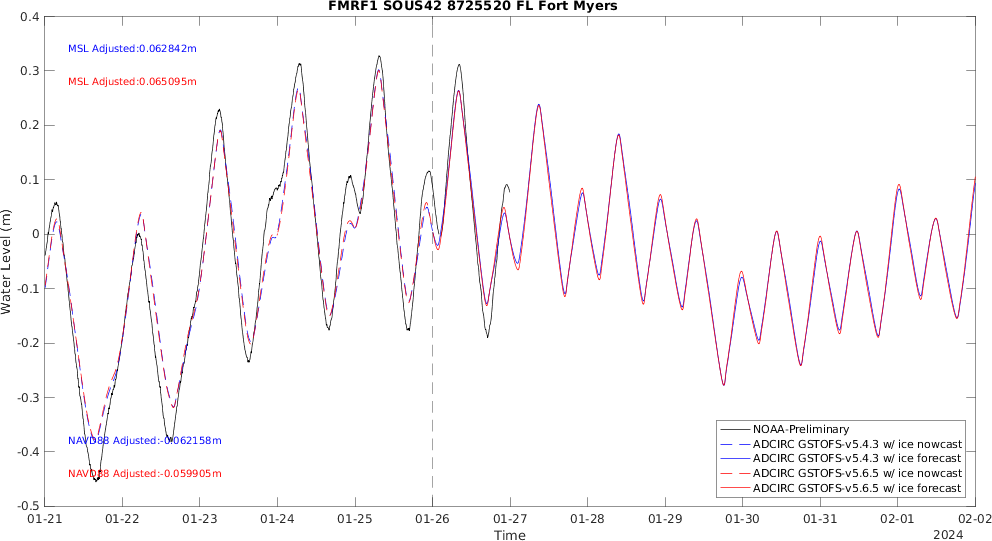 FMRF1 SOUS42 8725520 FL Fort Myers
0.4
MSL Adjusted:0.062842m
0.3
MSL Adjusted:0.065095m
0.2
0.1
0
Water Level (m)
-0.1
-0.2
-0.3
NOAA-Preliminary
NAVD88 Adjusted:-0.062158m
ADCIRC GSTOFS-v5.4.3 w/ ice nowcast
-0.4
ADCIRC GSTOFS-v5.4.3 w/ ice forecast
NAVD88 Adjusted:-0.059905m
ADCIRC GSTOFS-v5.6.5 w/ ice nowcast
ADCIRC GSTOFS-v5.6.5 w/ ice forecast
-0.5
01-21 01-22 01-23 01-24 01-25 01-26 01-27 01-28 01-29 01-30 01-31 02-01 02-02
Time
2024